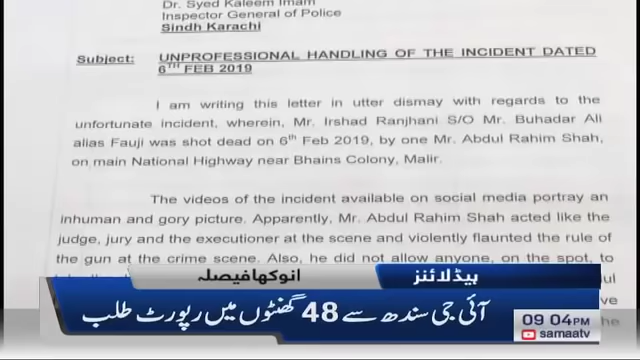 Dr. Syed Kaleem Imam
Inspector General of Police
Sindh Karachi
Subject: UNPROFESSIONAL HANDLING OF THE INCIDENT DATED
6TH FEB 2019
I am writing this letter in utter dismay with regards to the
unfortunate incident, wherein, Mr. Irshad Ranjhani S/O Mr. Buhadar Ali
alias Fauji was shot dead on 6th Feb 2019, by one Mr. Abdul Rahim Shah,
on main National Highway near Bhains Colony, Malir.
The videos of the incident available on social media portray an
inhuman and gory picture. Apparently, Mr. Abdul Rahim Shah acted like the
judge, jury and the executioner at the scene and violently flaunted the rule of
the gun at the crime scene. Also, he did not allow anyone, on the spot, to
ہیڈلائنز
انوکھا فیصلہ
آئی جی سندھ سے 48 گھنٹوں میں رپورٹ طلب
09 04PM
samaatv